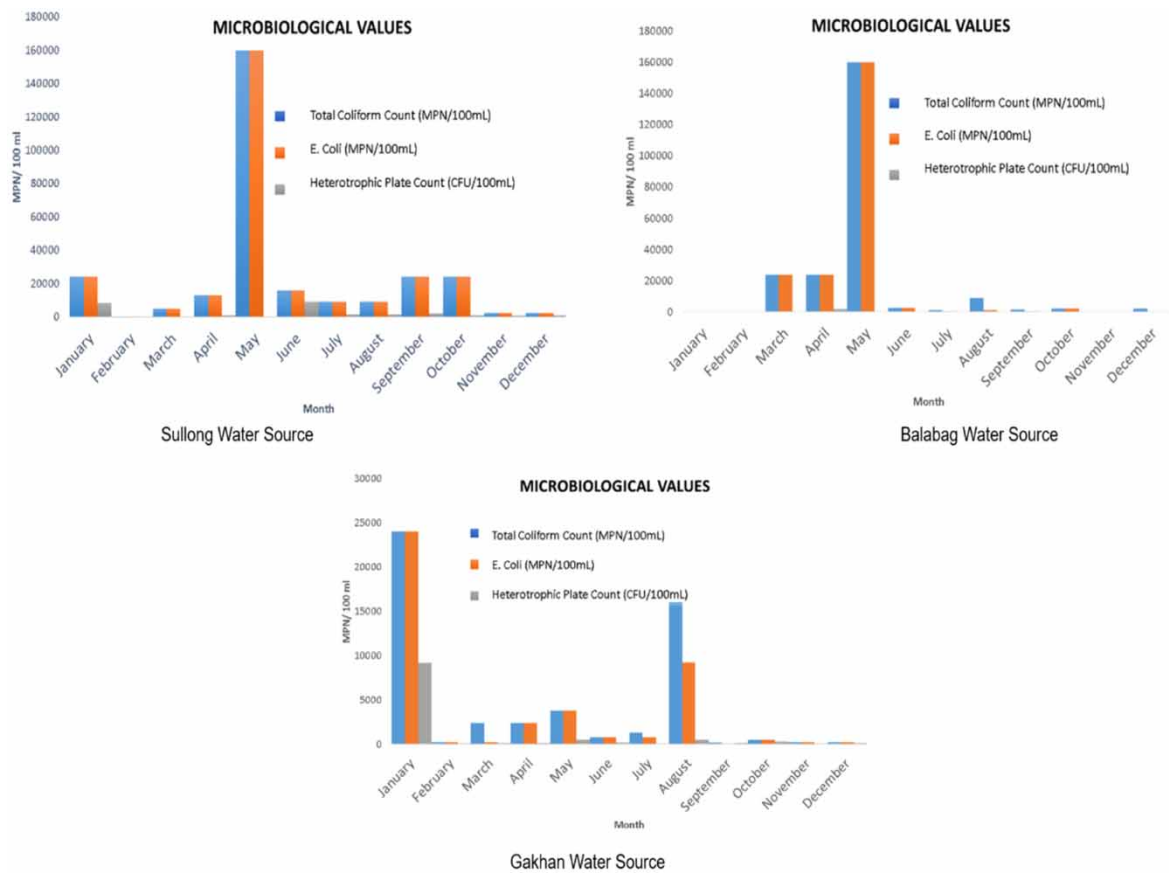 MICROBIOLOGICAL VALUES
180000
160000
140000
120000
100000
80000
60000
40000
20000
0
MPN/ 100 ml
Total Coliform Count (MPN/100mL)
E. Coli (MPN/100mL)
Heterotrophic Plate Count (CFU/100mL)
January
February
March
April
May
June
July
August
September
October
November
December
Month
Sullong Water Source
MICROBIOLOGICAL VALUES
180000
160000
140000
120000
100000
80000
60000
40000
20000
0
MPN/ 100 ml
Total Coliform Count (MPN/100mL)
E. Coli (MPN/100mL)
Heterotrophic Plate Count (CFU/100mL)
January
February
March
April
May
June
July
August
September
October
November
December
Month
Balabag Water Source
MICROBIOLOGICAL VALUES
30000
25000
20000
15000
10000
5000
0
MPN/ 100 ml
Total Coliform Count (MPN/100mL)
E. Coli (MPN/100mL)
Heterotrophic Plate Count (CFU/100mL)
January
February
March
April
May
June
July
August
September
October
November
December
Month
Gakhan Water Source